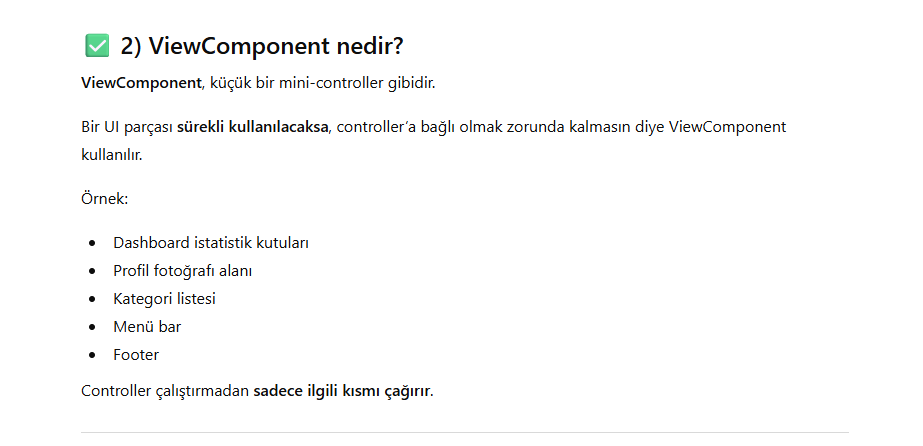 ✅ 2) ViewComponent nedir?
ViewComponent, küçük bir mini-controller gibidir.
Bir UI parçası sürekli kullanılacaksa, controller’a bağlı olmak zorunda kalmasın diye ViewComponent
kullanılır.
Örnek:
• Dashboard istatistik kutuları
• Profil fotoğrafı alanı
• Kategori listesi
• Menü bar
• Footer
Controller çalıştırmadan sadece ilgili kısmı çağırır.